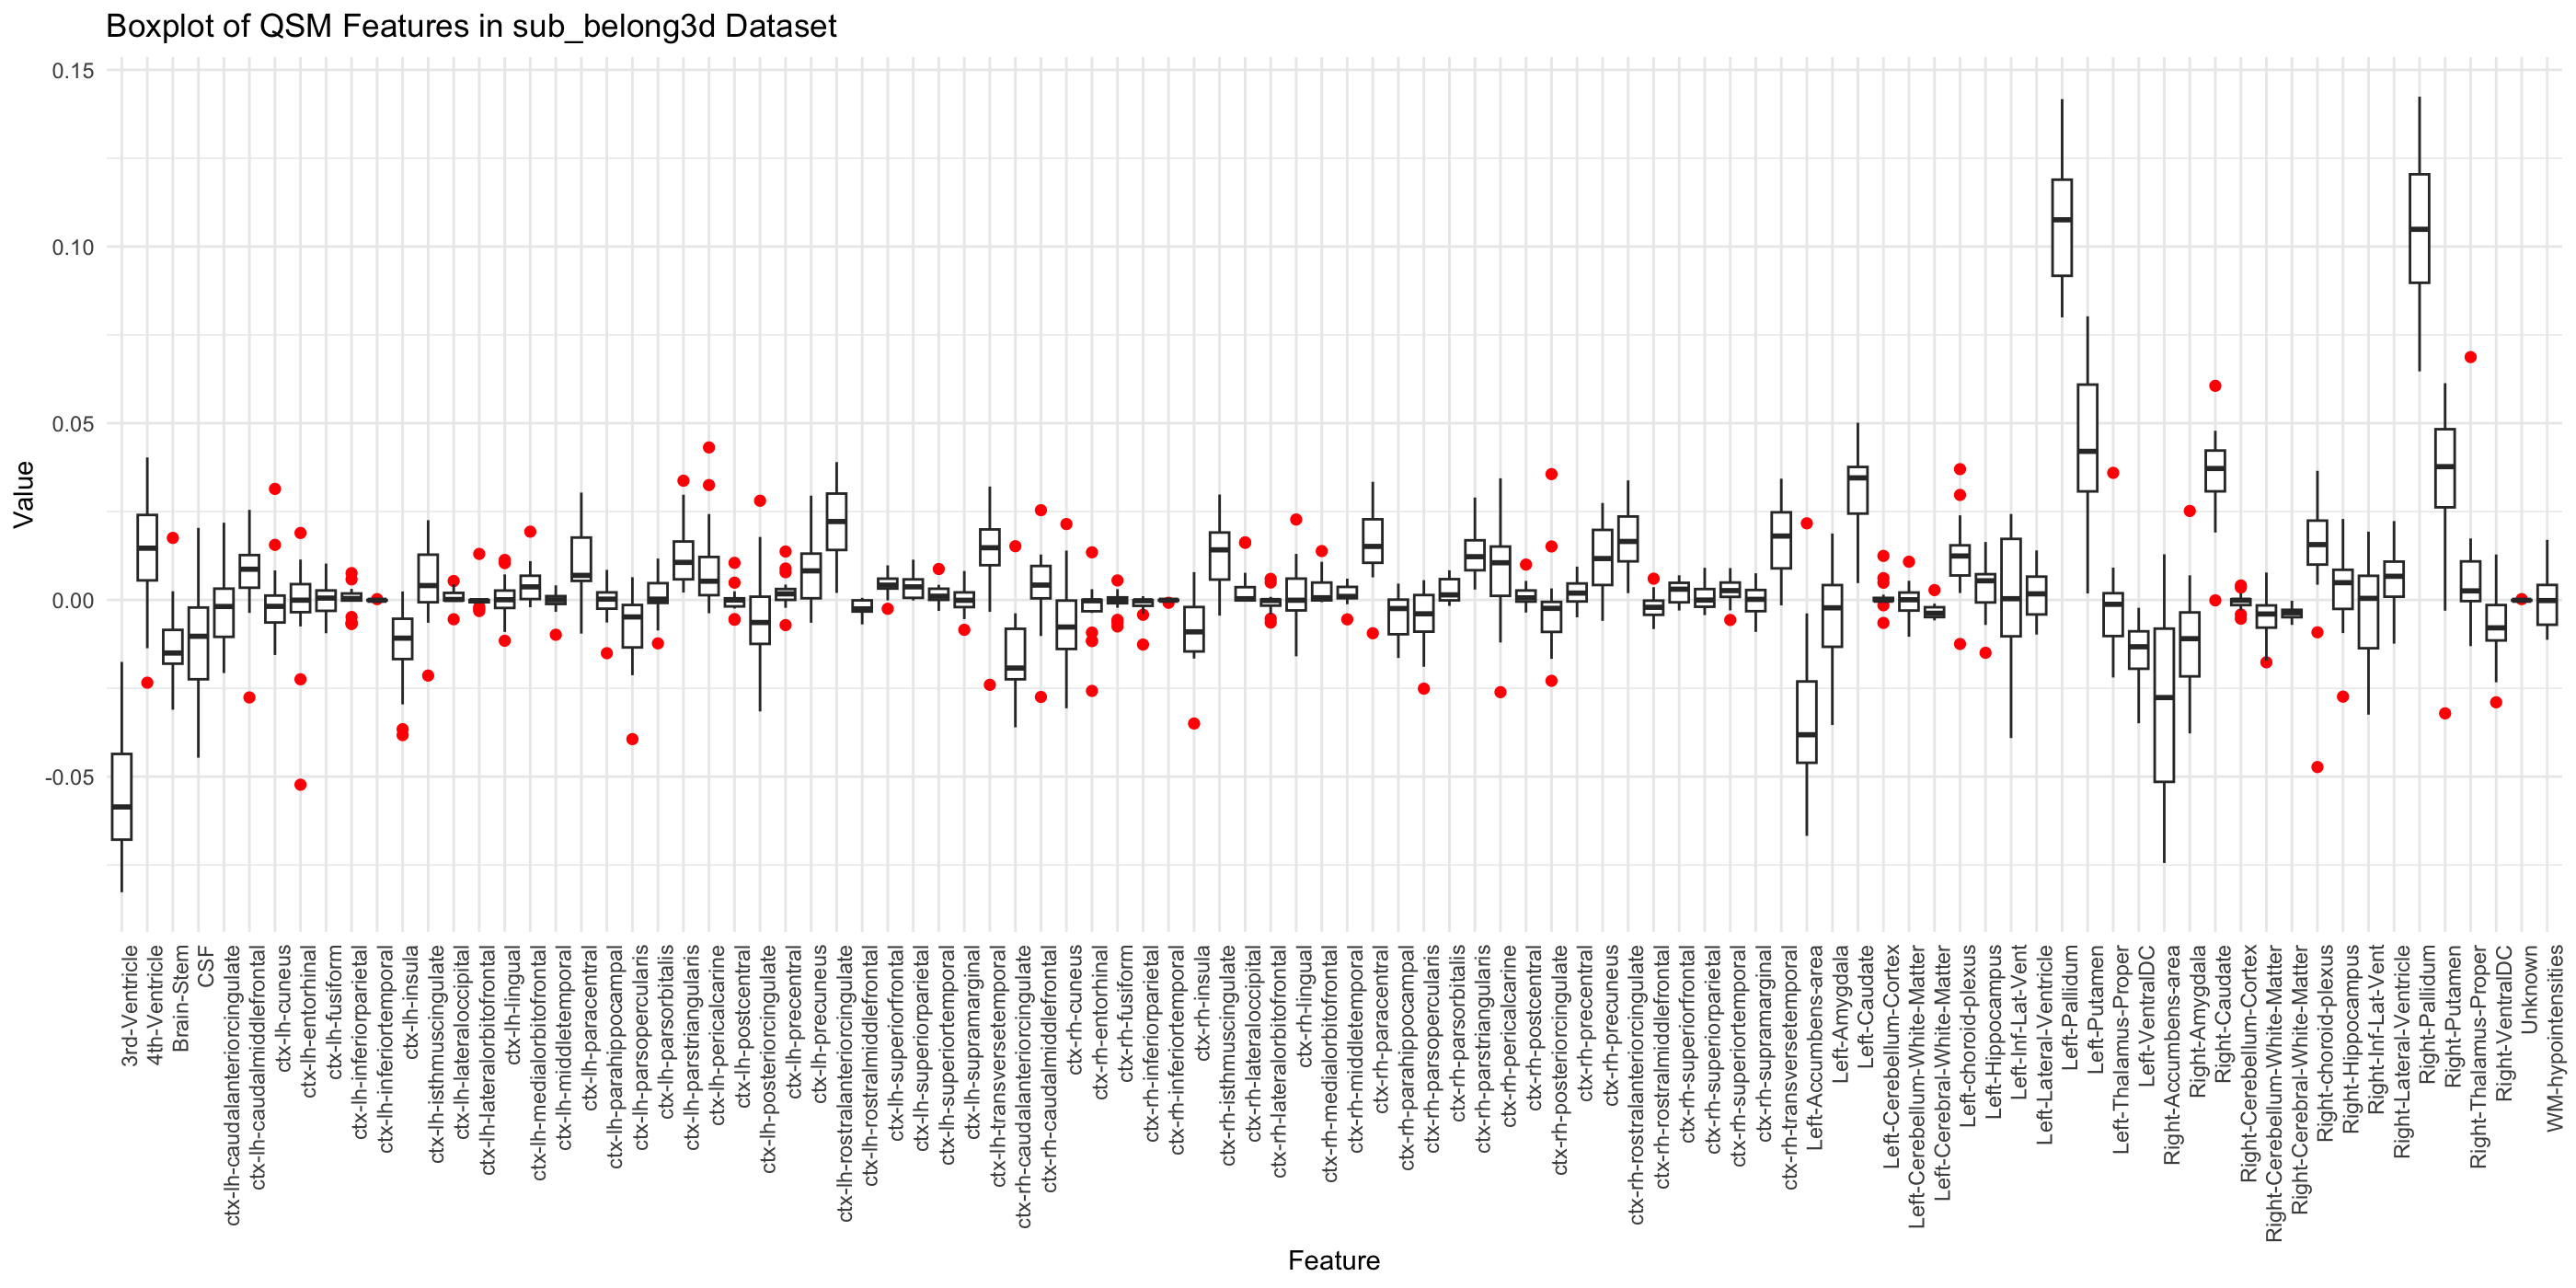 Boxplot of QSM Features in sub_belong3d Dataset
Value
0.15
0.10
0.05
0.00
-0.05
3rd-Ventricle
4th-Ventricle
Brain-Stem
CSF
ctx-lh-caudalanteriorcingulate
ctx-lh-caudalmiddlefrontal
ctx-lh-cuneus
ctx-lh-entorhinal
ctx-lh-fusiform
ctx-lh-inferiorparietal
ctx-lh-inferiortemporal
ctx-lh-insula
ctx-lh-isthmuscingulate
ctx-lh-lateraloccipital
ctx-lh-lateralorbitofrontal
ctx-lh-lingual
ctx-lh-medialorbitofrontal
ctx-lh-middletemporal
ctx-lh-paracentral
ctx-lh-parahippocampal
ctx-lh-parsopercularis
ctx-lh-parsorbitalis
ctx-lh-parstriangularis
ctx-lh-pericalcarine
ctx-lh-postcentral
ctx-lh-posteriorcingulate
ctx-lh-precentral
ctx-lh-precuneus
ctx-lh-rostralanteriorcingulate
ctx-lh-rostralmiddlefrontal
ctx-lh-superiorfrontal
ctx-lh-superiorparietal
ctx-lh-superiortemporal
ctx-lh-supramarginal
ctx-lh-transversetemporal
ctx-rh-caudalanteriorcingulate
ctx-rh-caudalmiddlefrontal
ctx-rh-cuneus
ctx-rh-entorhinal
ctx-rh-fusiform
ctx-rh-inferiorparietal
ctx-rh-inferiortemporal
ctx-rh-insula
ctx-rh-isthmuscingulate
ctx-rh-lateraloccipital
ctx-rh-lateralorbitofrontal
ctx-rh-lingual
ctx-rh-medialorbitofrontal
ctx-rh-middletemporal
ctx-rh-paracentral
ctx-rh-parahippocampal
ctx-rh-parsopercularis
ctx-rh-parsorbitalis
ctx-rh-parstriangularis
ctx-rh-pericalcarine
ctx-rh-postcentral
ctx-rh-posteriorcingulate
ctx-rh-precentral
ctx-rh-precuneus
ctx-rh-rostralanteriorcingulate
ctx-rh-rostralmiddlefrontal
ctx-rh-superiorfrontal
ctx-rh-superiorparietal
ctx-rh-superiortemporal
ctx-rh-supramarginal
ctx-rh-transversetemporal
Left-Accumbens-area
Left-Amygdala
Left-Caudate
Left-Cerebellum-Cortex
Left-Cerebellum-White-Matter
Left-Cerebral-White-Matter
Left-choroid-plexus
Left-Hippocampus
Left-Inf-Lat-Vent
Left-Lateral-Ventricle
Left-Pallidum
Left-Putamen
Left-Thalamus-Proper
Left-VentralDC
Right-Accumbens-area
Right-Amygdala
Right-Caudate
Right-Cerebellum-Cortex
Right-Cerebellum-White-Matter
Right-Cerebral-White-Matter
Right-choroid-plexus
Right-Hippocampus
Right-Inf-Lat-Vent
Right-Lateral-Ventricle
Right-Pallidum
Right-Putamen
Right-Thalamus-Proper
Right-VentralDC
Unknown
WM-hypointensities
Feature